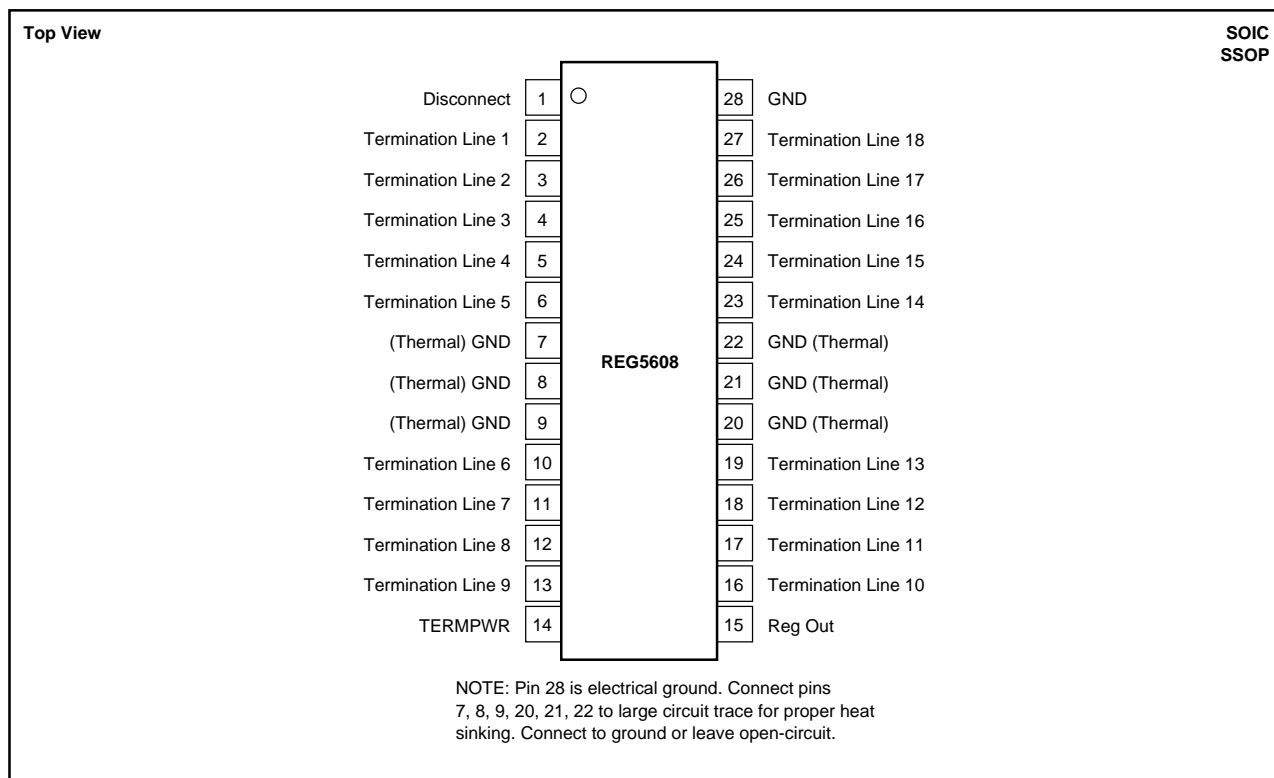 Top View
SOIC
SSOP
Disconnect 1 28 GND
Termination Line 1 2 27 Termination Line 18
Termination Line 2 3 26 Termination Line 17
Termination Line 3 4 25 Termination Line 16
Termination Line 4 5 24 Termination Line 15
Termination Line 5 6 23 Termination Line 14
(Thermal) GND 7 22 GND (Thermal)
REG5608
(Thermal) GND 8 21 GND (Thermal)
(Thermal) GND 9 20 GND (Thermal)
Termination Line 6 10 19 Termination Line 13
Termination Line 7 11 18 Termination Line 12
Termination Line 8 12 17 Termination Line 11
Termination Line 9 13 16 Termination Line 10
TERMPWR 14 15 Reg Out
NOTE: Pin 28 is electrical ground. Connect pins
7, 8, 9, 20, 21, 22 to large circuit trace for proper heat
sinking. Connect to ground or leave open-circuit.